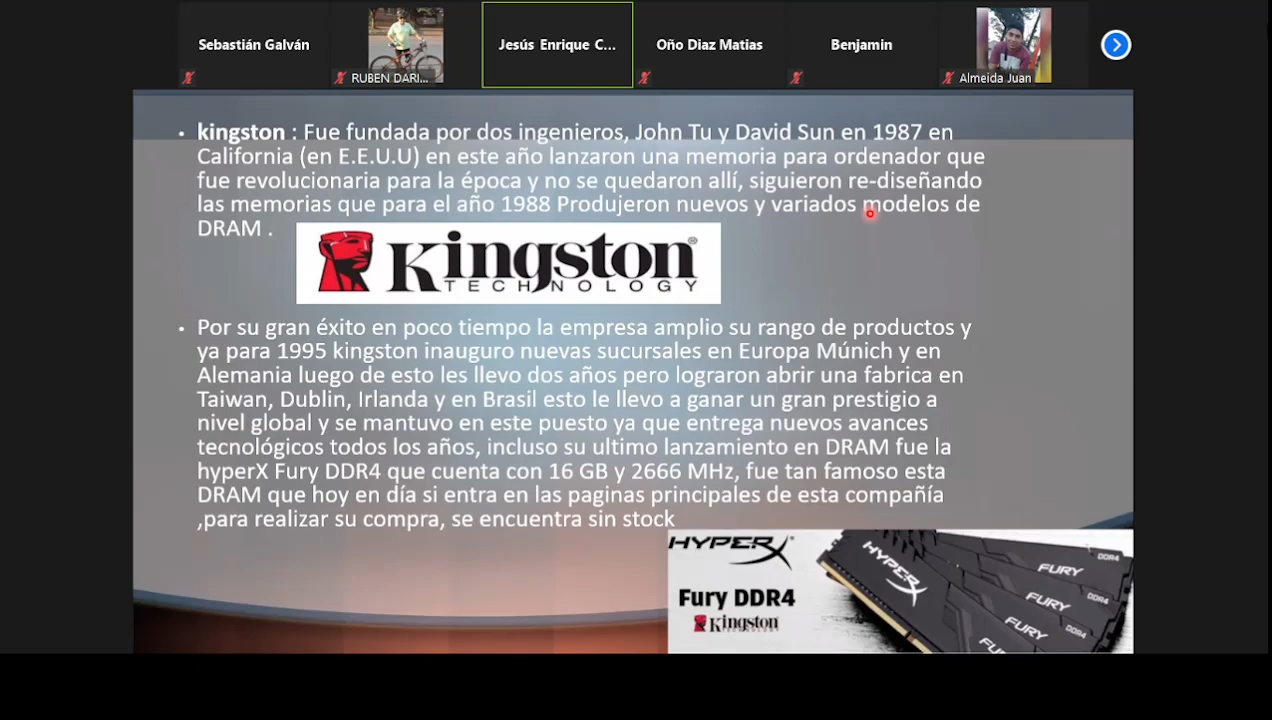 Sebastián Galván
RUBEN DARI...
Jesús Enrique C...
Oño Diaz Matias
Benjamin
Almeida Juan
• kingston : Fue fundada por dos ingenieros, John Tu y David Sun en 1987 en
California (en E.E.U.U) en este año lanzaron una memoria para ordenador que
fue revolucionaria para la época y no se quedaron allí, siguieron re-diseñando
las memorias que para el año 1988 Produjeron nuevos y variados modelos de
DRAM .
Kingston®
TECHNOLOGY
• Por su gran éxito en poco tiempo la empresa amplio su rango de productos y
ya para 1995 kingston inauguro nuevas sucursales en Europa Múnich y en
Alemania luego de esto les llevo dos años pero lograron abrir una fabrica en
Taiwan, Dublin, Irlanda y en Brasil esto le llevo a ganar un gran prestigio a
nivel global y se mantuvo en este puesto ya que entrega nuevos avances
tecnológicos todos los años, incluso su ultimo lanzamiento en DRAM fue la
hyperX Fury DDR4 que cuenta con 16 GB y 2666 MHz, fue tan famoso esta
DRAM que hoy en día si entra en las paginas principales de esta compañía
,para realizar su compra, se encuentra sin stock
HYPERX
Fury DDR4
Kingston
TECHNOLOGY
HYPERX
FURY
DDR4
FURY
DDR4
FURY
DDR4